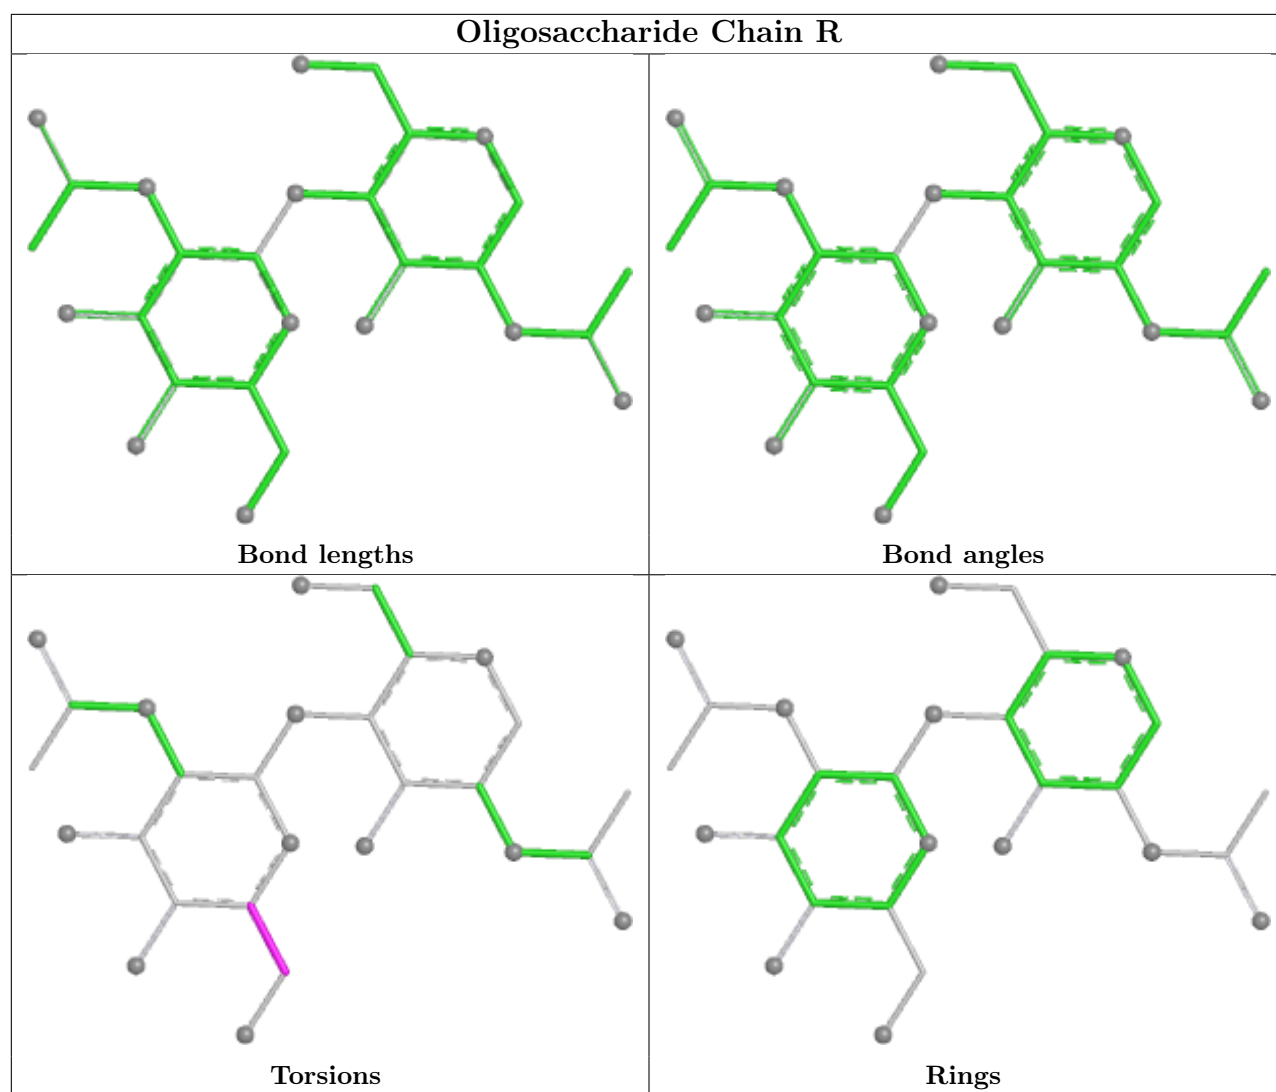 Oligosaccharide Chain R
Bond lengths
Bond angles
Torsions
Rings